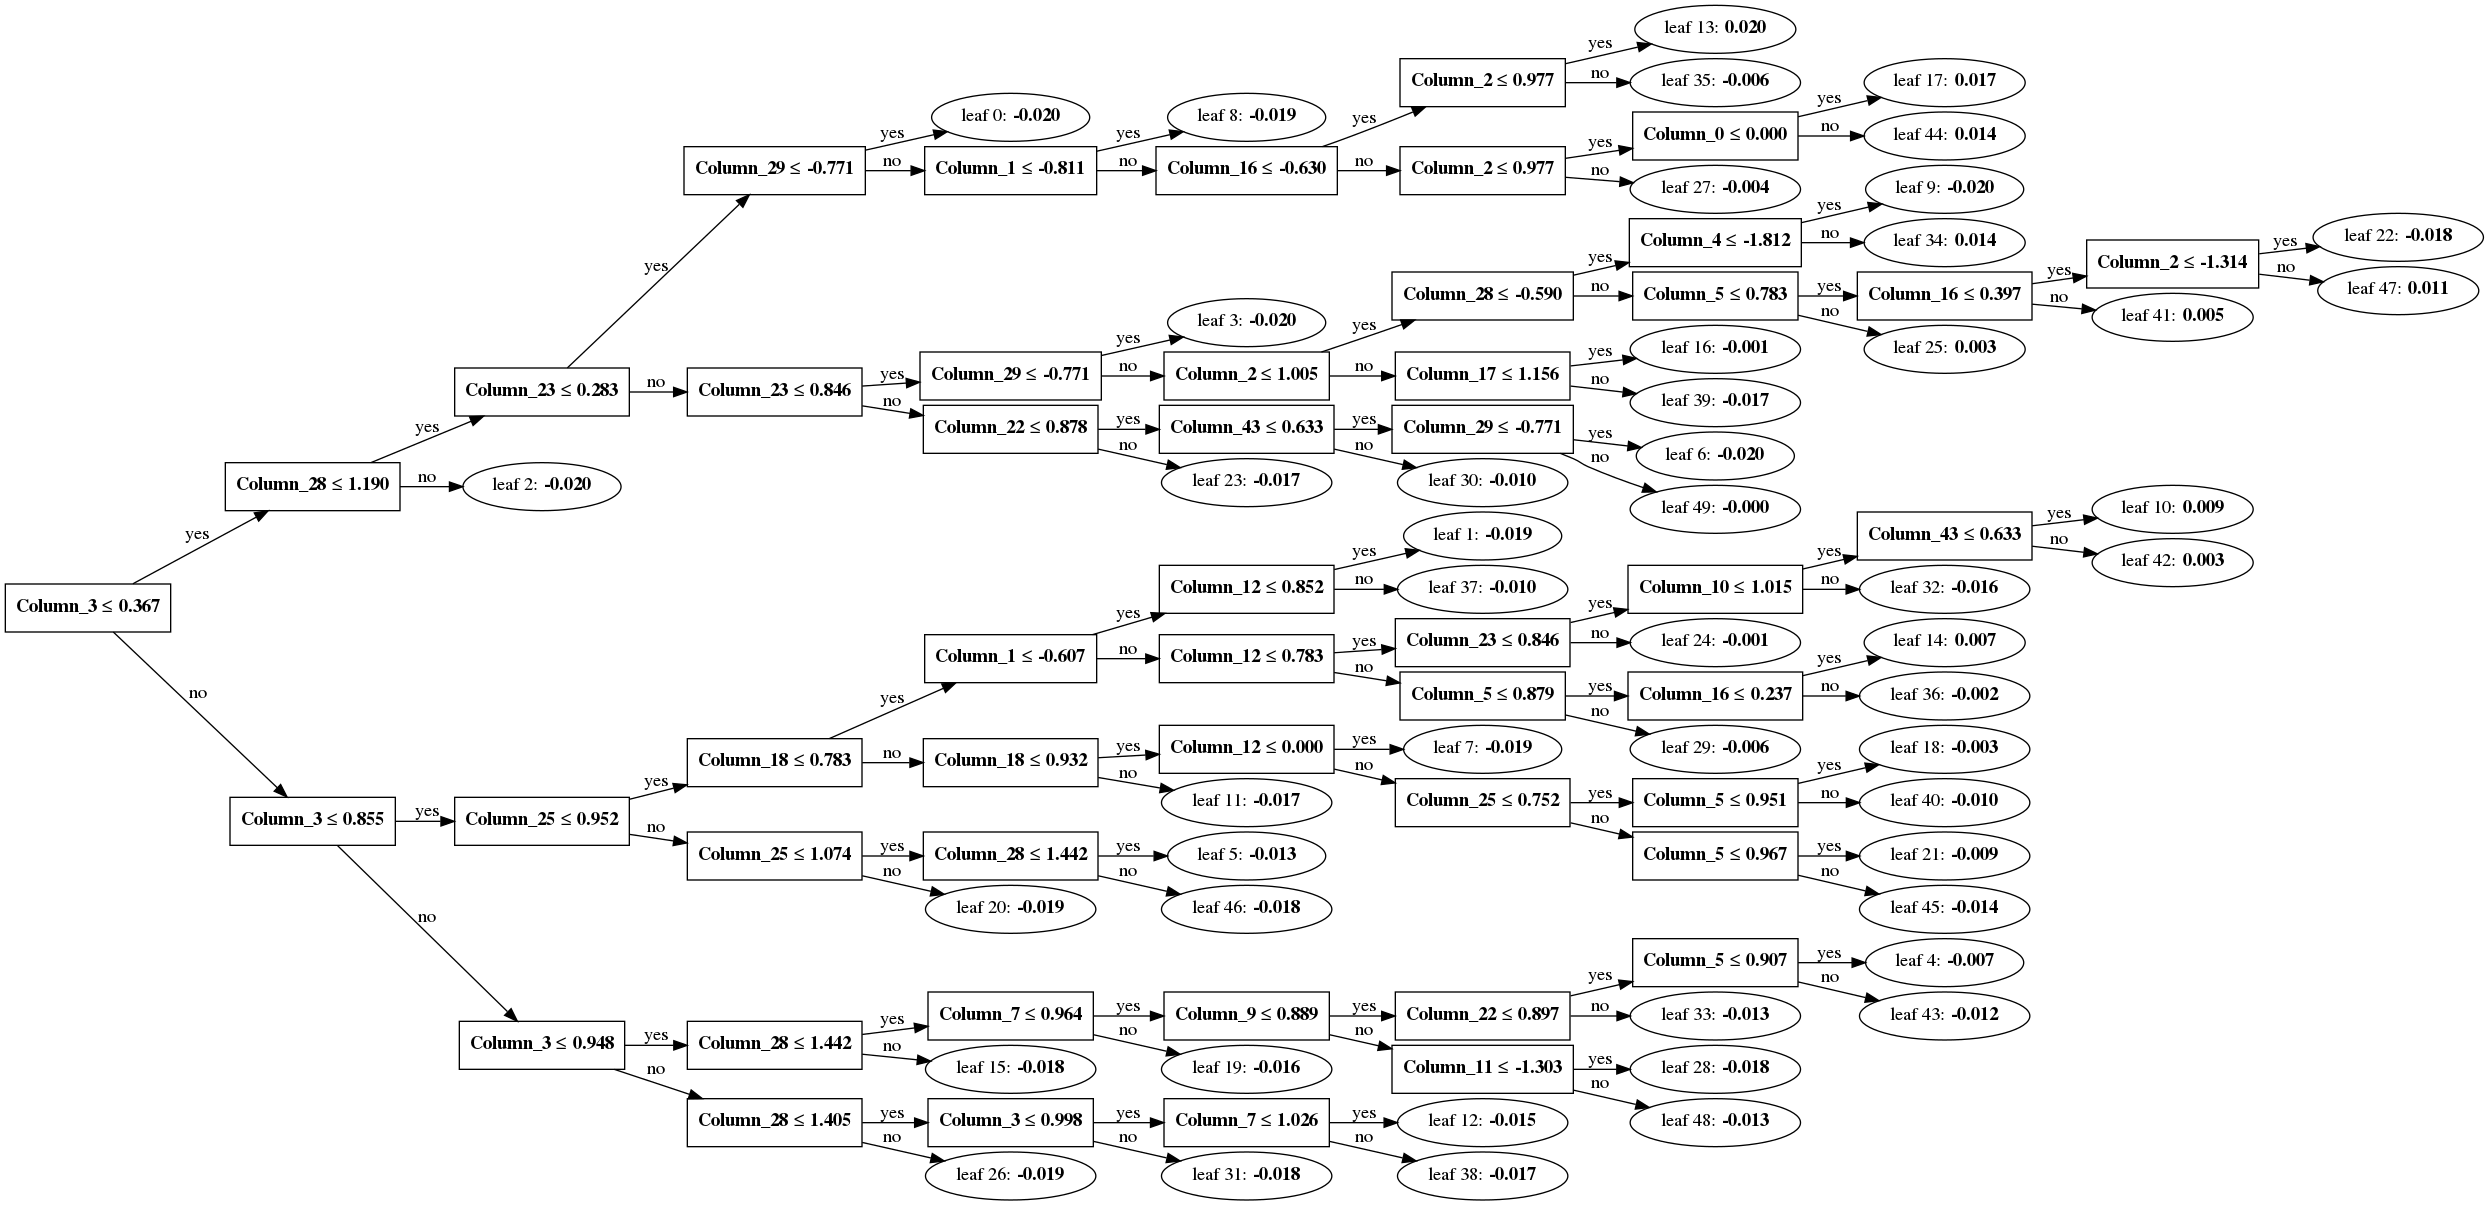 Column_3 ≤ 0.367
yes
Column_28 ≤ 1.190
yes
Column_23 ≤ 0.283
yes
Column_29 ≤ -0.771
yes
leaf 0: -0.020
no
Column_1 ≤ -0.811
yes
leaf 8: -0.019
no
Column_16 ≤ -0.630
yes
Column_2 ≤ 0.977
yes
leaf 13: 0.020
no
leaf 35: -0.006
no
Column_2 ≤ 0.977
yes
Column_0 ≤ 0.000
yes
leaf 17: 0.017
no
leaf 44: 0.014
no
leaf 27: -0.004
no
Column_23 ≤ 0.846
yes
Column_29 ≤ -0.771
yes
leaf 3: -0.020
no
Column_2 ≤ 1.005
yes
Column_28 ≤ -0.590
yes
Column_4 ≤ -1.812
yes
leaf 9: -0.020
no
leaf 34: 0.014
no
Column_5 ≤ 0.783
yes
Column_16 ≤ 0.397
yes
Column_2 ≤ -1.314
yes
leaf 22: -0.018
no
leaf 47: 0.011
no
leaf 41: 0.005
no
leaf 25: 0.003
no
Column_17 ≤ 1.156
yes
leaf 16: -0.001
no
leaf 39: -0.017
no
Column_22 ≤ 0.878
yes
Column_43 ≤ 0.633
yes
Column_29 ≤ -0.771
yes
leaf 6: -0.020
no
leaf 49: -0.000
no
leaf 30: -0.010
no
leaf 23: -0.017
no
leaf 2: -0.020
no
Column_3 ≤ 0.855
yes
Column_25 ≤ 0.952
yes
Column_18 ≤ 0.783
yes
Column_1 ≤ -0.607
yes
Column_12 ≤ 0.852
yes
leaf 1: -0.019
no
leaf 37: -0.010
no
Column_12 ≤ 0.783
yes
Column_23 ≤ 0.846
yes
Column_10 ≤ 1.015
yes
Column_43 ≤ 0.633
yes
leaf 10: 0.009
no
leaf 42: 0.003
no
leaf 32: -0.016
no
leaf 24: -0.001
no
Column_5 ≤ 0.879
yes
Column_16 ≤ 0.237
yes
leaf 14: 0.007
no
leaf 36: -0.002
no
leaf 29: -0.006
no
Column_18 ≤ 0.932
yes
Column_12 ≤ 0.000
yes
leaf 7: -0.019
no
Column_25 ≤ 0.752
yes
Column_5 ≤ 0.951
yes
leaf 18: -0.003
no
leaf 40: -0.010
no
Column_5 ≤ 0.967
yes
leaf 21: -0.009
no
leaf 45: -0.014
no
leaf 11: -0.017
no
Column_25 ≤ 1.074
yes
Column_28 ≤ 1.442
yes
leaf 5: -0.013
no
leaf 46: -0.018
no
leaf 20: -0.019
no
Column_3 ≤ 0.948
yes
Column_28 ≤ 1.442
yes
Column_7 ≤ 0.964
yes
Column_9 ≤ 0.889
yes
Column_22 ≤ 0.897
yes
Column_5 ≤ 0.907
yes
leaf 4: -0.007
no
leaf 43: -0.012
no
leaf 33: -0.013
no
Column_11 ≤ -1.303
yes
leaf 28: -0.018
no
leaf 48: -0.013
no
leaf 19: -0.016
no
leaf 15: -0.018
no
Column_28 ≤ 1.405
yes
Column_3 ≤ 0.998
yes
Column_7 ≤ 1.026
yes
leaf 12: -0.015
no
leaf 38: -0.017
no
leaf 31: -0.018
no
leaf 26: -0.019